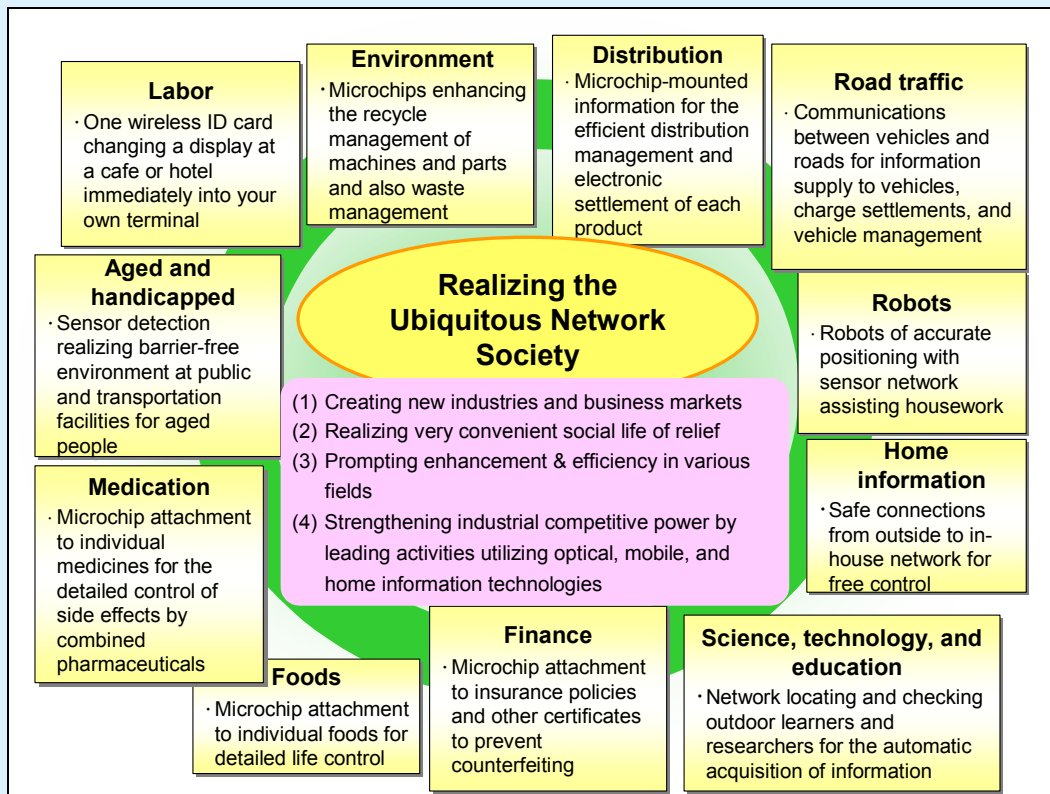 Labor
· One wireless ID card
changing a display at
a cafe or hotel
immediately into your
own terminal
Environment
· Microchips enhancing
the recycle
management of
machines and parts
and also waste
management
Distribution
· Microchip-mounted
information for the
efficient distribution
management and
electronic
settlement of each
product
Road traffic
· Communications
between vehicles and
roads for information
supply to vehicles,
charge settlements, and
vehicle management
Aged and
handicapped
· Sensor detection
realizing barrier-free
environment at public
and transportation
facilities for aged
people
Realizing the
Ubiquitous Network
Society
(1) Creating new industries and business markets
(2) Realizing very convenient social life of relief
(3) Prompting enhancement & efficiency in various
fields
(4) Strengthening industrial competitive power by
leading activities utilizing optical, mobile, and
home information technologies
Robots
· Robots of accurate
positioning with
sensor network
assisting housework
Medication
· Microchip attachment
to individual
medicines for the
detailed control of
side effects by
combined
pharmaceuticals
Home
information
· Safe connections
from outside to in-
house network for
free control
Foods
· Microchip attachment
to individual foods for
detailed life control
Finance
· Microchip attachment
to insurance policies
and other certificates
to prevent
counterfeiting
Science, technology, and
education
· Network locating and checking
outdoor learners and
researchers for the automatic
acquisition of information